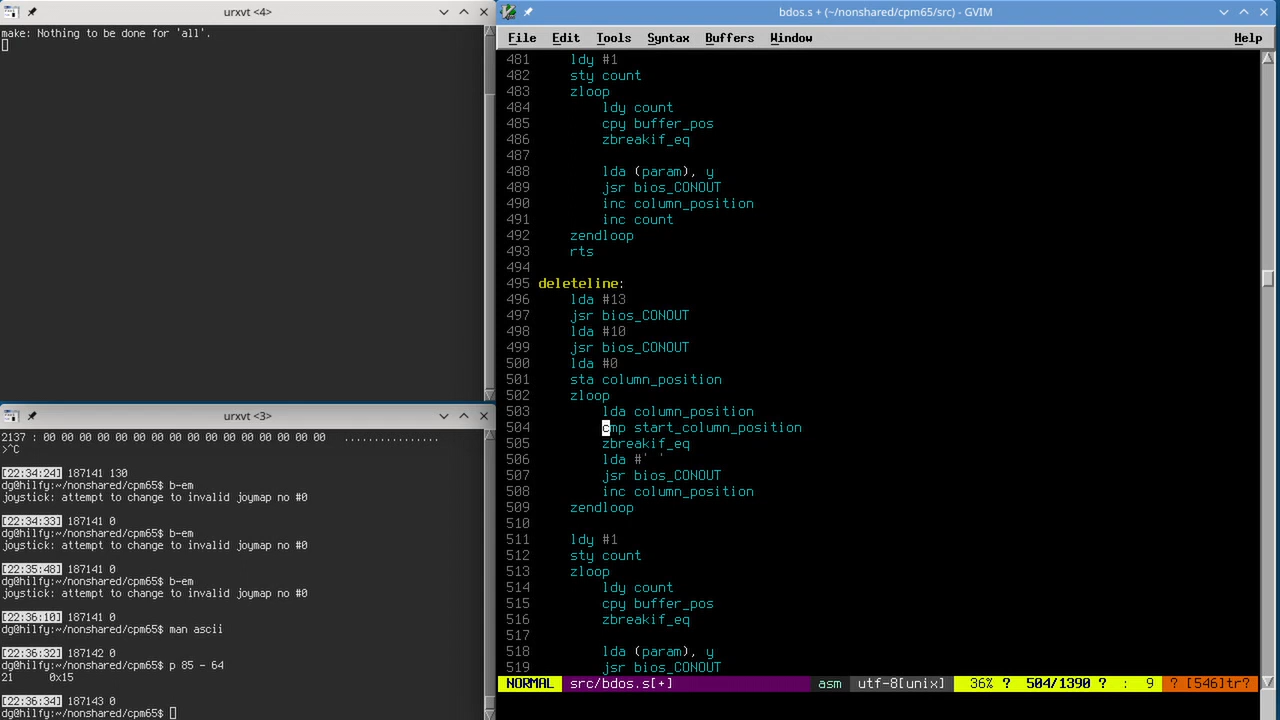 urxvt <4>
make: Nothing to be done for 'all'.
urxvt <3>
2137 : 00 00 00 00 00 00 00 00 00 00 00 00 00 00 00 00   ................
>^C
[22:34:24] 187141 130
dg@hilfy:~/nonshared/cpm65$ b-em
joystick: attempt to change to invalid joymap no #0
[22:34:33] 187141 0
dg@hilfy:~/nonshared/cpm65$ b-em
joystick: attempt to change to invalid joymap no #0
[22:35:48] 187141 0
dg@hilfy:~/nonshared/cpm65$ b-em
joystick: attempt to change to invalid joymap no #0
[22:36:10] 187141 0
dg@hilfy:~/nonshared/cpm65$ man ascii
[22:36:32] 187142 0
dg@hilfy:~/nonshared/cpm65$ p 85 - 64
21     0x15
[22:36:34] 187143 0
dg@hilfy:~/nonshared/cpm65$
bdos.s + (~/nonshared/cpm65/src) - GVIM
File Edit Tools Syntax Buffers Window Help
481     ldy #1
482     sty count
483     zloop
484         ldy count
485         cpy buffer_pos
486         zbreakif_eq
487
488         lda (param), y
489         jsr bios_CONOUT
490         inc column_position
491         inc count
492     zendloop
493     rts
494
495 deleteline:
496     lda #13
497     jsr bios_CONOUT
498     lda #10
499     jsr bios_CONOUT
500     lda #0
501     sta column_position
502     zloop
503         lda column_position
504         cmp start_column_position
505         zbreakif_eq
506         lda #' '
507         jsr bios_CONOUT
508         inc column_position
509     zendloop
510
511     ldy #1
512     sty count
513     zloop
514         ldy count
515         cpy buffer_pos
516         zbreakif_eq
517
518         lda (param), y
519         jsr bios_CONOUT
NORMAL src/bdos.s[+] asm utf-8[unix] 36% ? 504/1390 ? : 9 ? [546]tr?